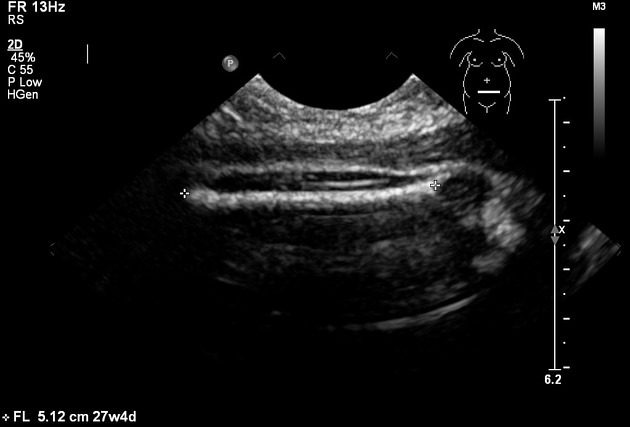 FR 13Hz
RS
2D
45%
C 55
P Low
HGen
P
M3
X
6.2
FL 5.12 cm 27w4d